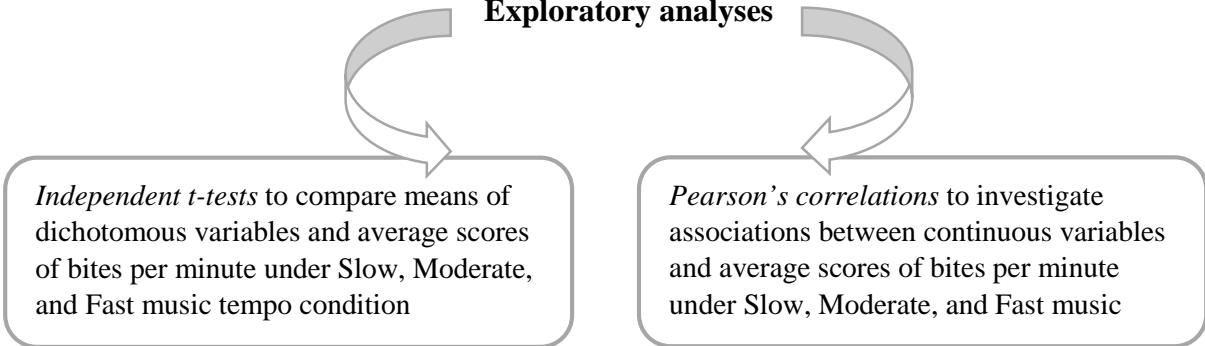 Exploratory analyses
Independent t-tests to compare means of
dichotomous variables and average scores
of bites per minute under Slow, Moderate,
and Fast music tempo condition
Pearson’s correlations to investigate
associations between continuous variables
and average scores of bites per minute
under Slow, Moderate, and Fast music